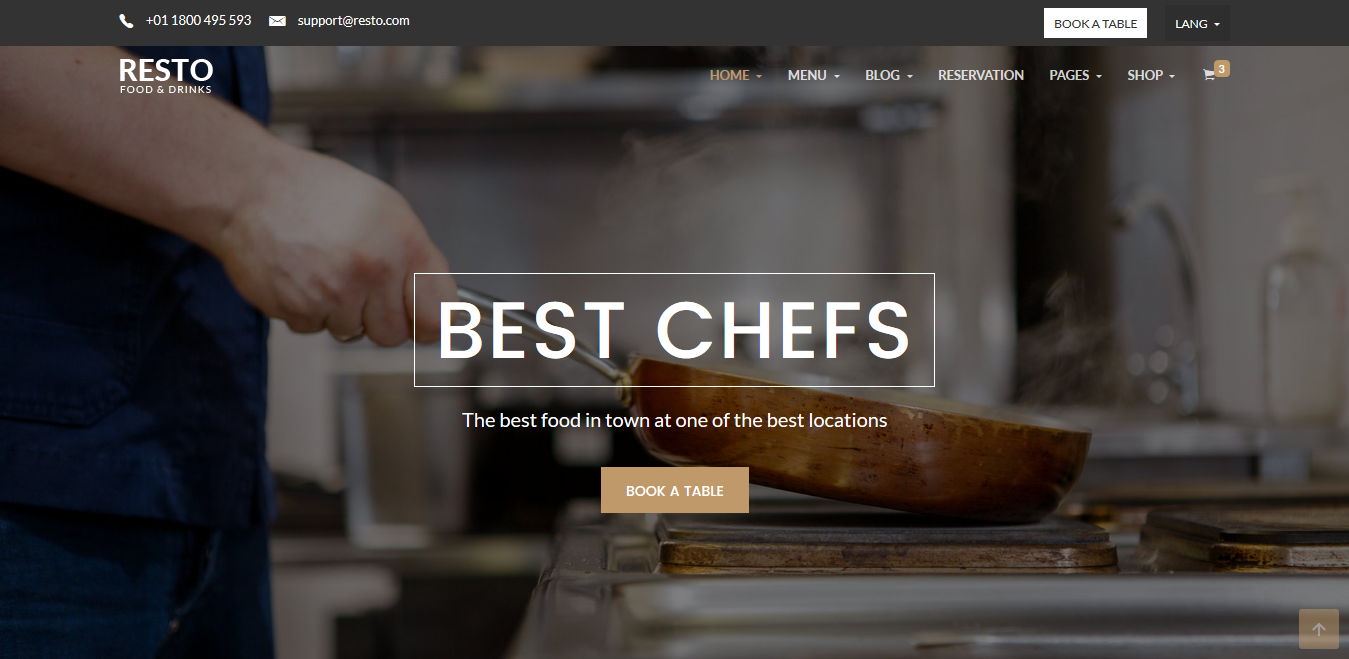 +01 1800 495 593 support@resto.com BOOK A TABLE LANG
RESTO
FOOD & DRINKS
HOME MENU BLOG RESERVATION PAGES SHOP 3
BEST CHEFS
The best food in town at one of the best locations
BOOK A TABLE